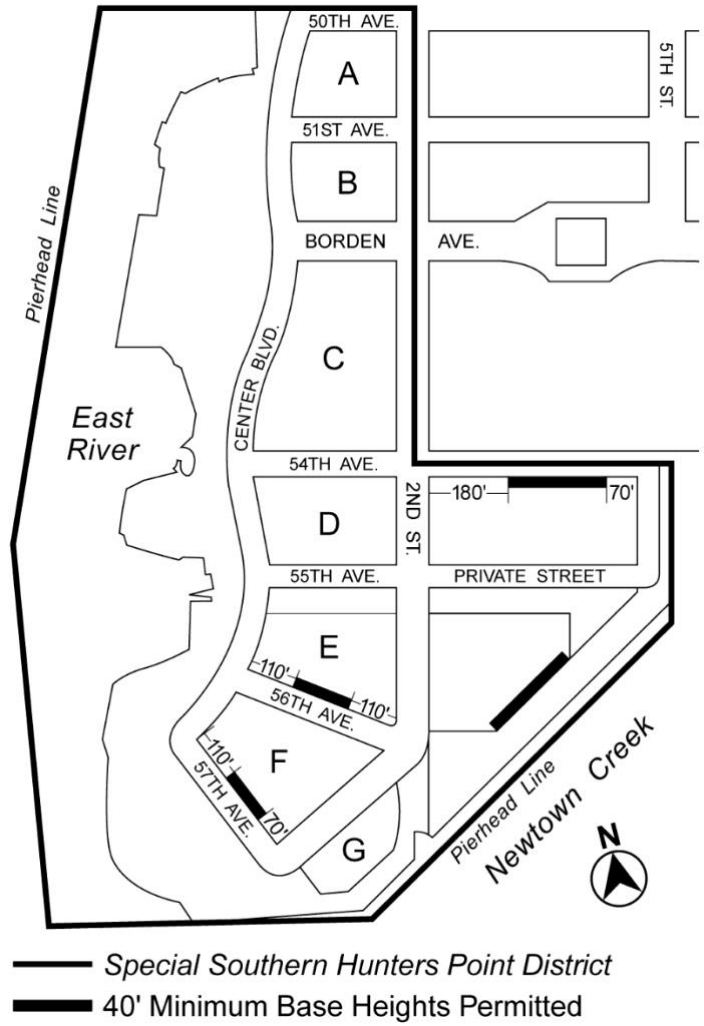 50TH AVE.
A
5TH ST.
51ST AVE.
B
BORDEN AVE.
Pierhead Line
C
CENTER BLVD.
East
River
54TH AVE.
2ND ST.
180'
70'
D
55TH AVE.
PRIVATE STREET
E
110'
110'
56TH AVE.
F
110'
70'
57TH AVE.
G
Pierhead Line
Newtown Creek
N
Special Southern Hunters Point District
40' Minimum Base Heights Permitted